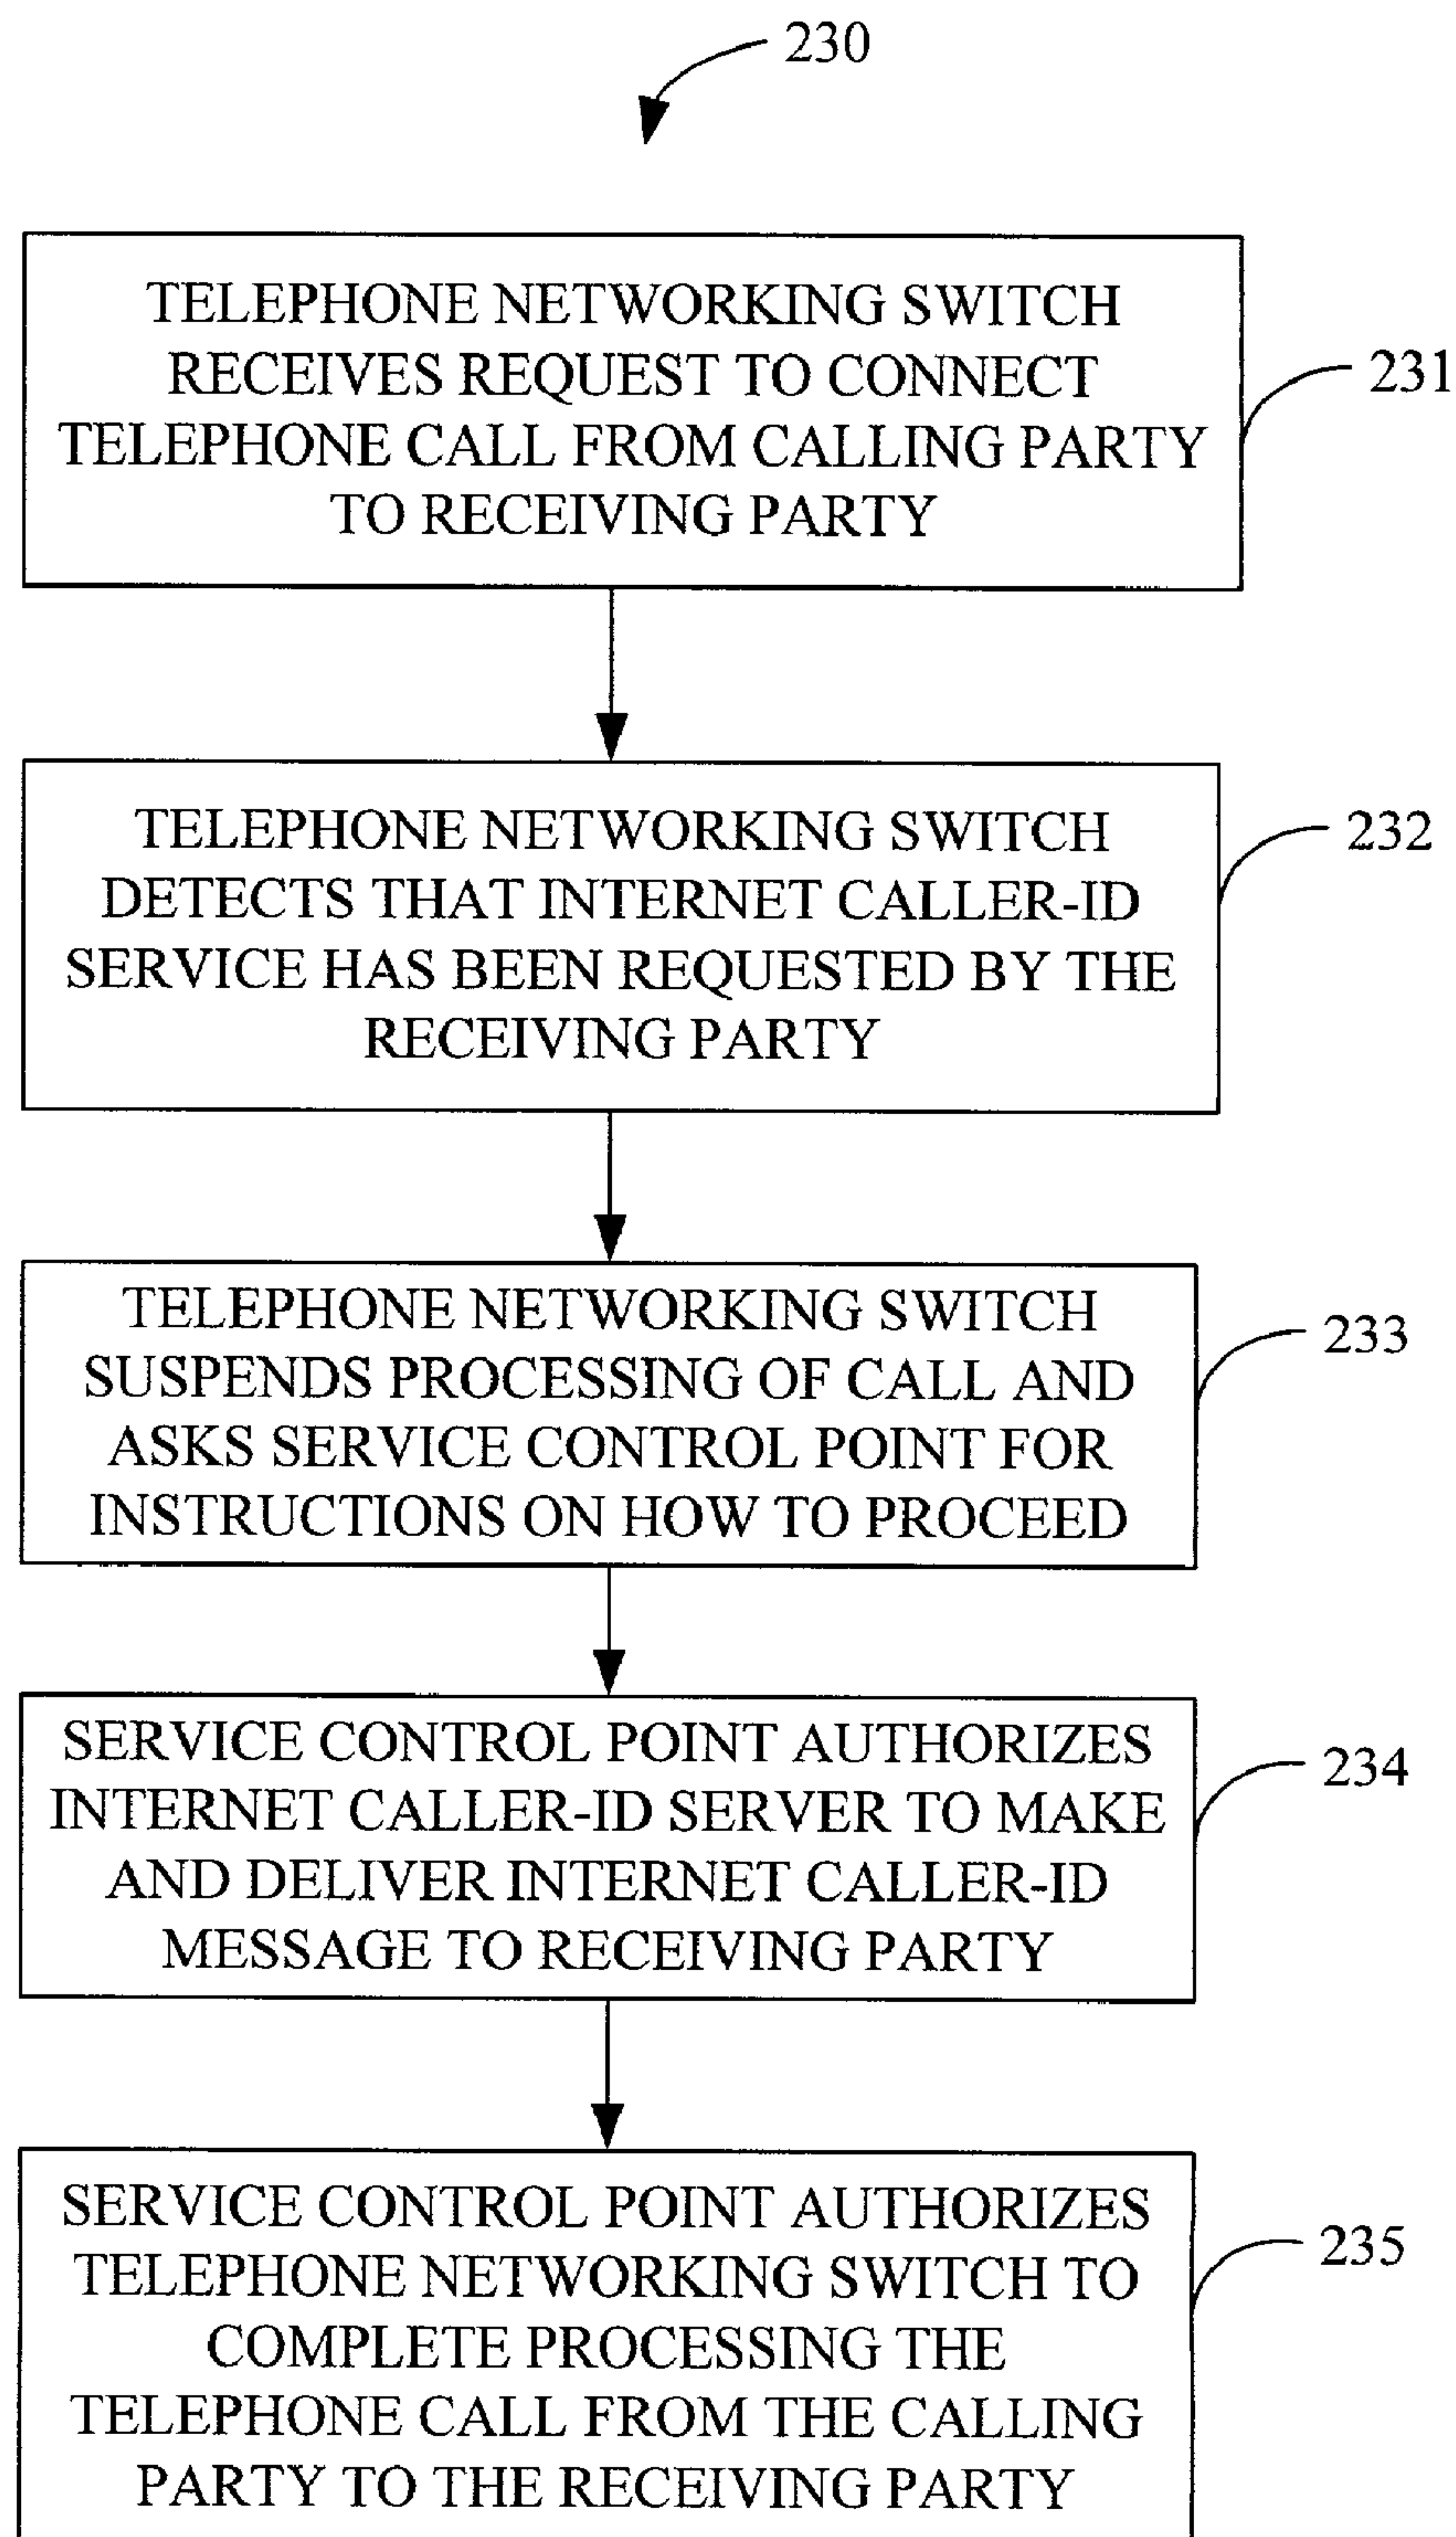 230
TELEPHONE NETWORKING SWITCH
RECEIVES REQUEST TO CONNECT
TELEPHONE CALL FROM CALLING PARTY
TO RECEIVING PARTY
231
TELEPHONE NETWORKING SWITCH
DETECTS THAT INTERNET CALLER-ID
SERVICE HAS BEEN REQUESTED BY THE
RECEIVING PARTY
232
TELEPHONE NETWORKING SWITCH
SUSPENDS PROCESSING OF CALL AND
ASKS SERVICE CONTROL POINT FOR
INSTRUCTIONS ON HOW TO PROCEED
233
SERVICE CONTROL POINT AUTHORIZES
INTERNET CALLER-ID SERVER TO MAKE
AND DELIVER INTERNET CALLER-ID
MESSAGE TO RECEIVING PARTY
234
SERVICE CONTROL POINT AUTHORIZES
TELEPHONE NETWORKING SWITCH TO
COMPLETE PROCESSING THE
TELEPHONE CALL FROM THE CALLING
PARTY TO THE RECEIVING PARTY
235